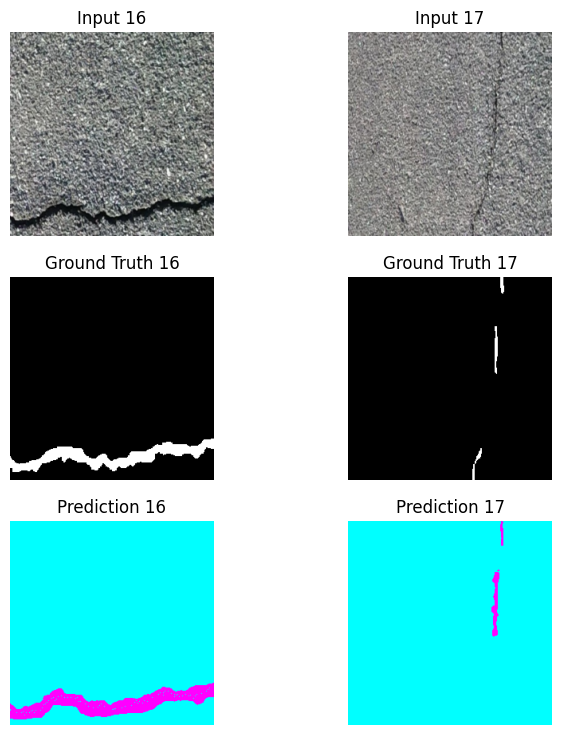 Input 16
Input 17
Ground Truth 16
Ground Truth 17
Prediction 16
Prediction 17